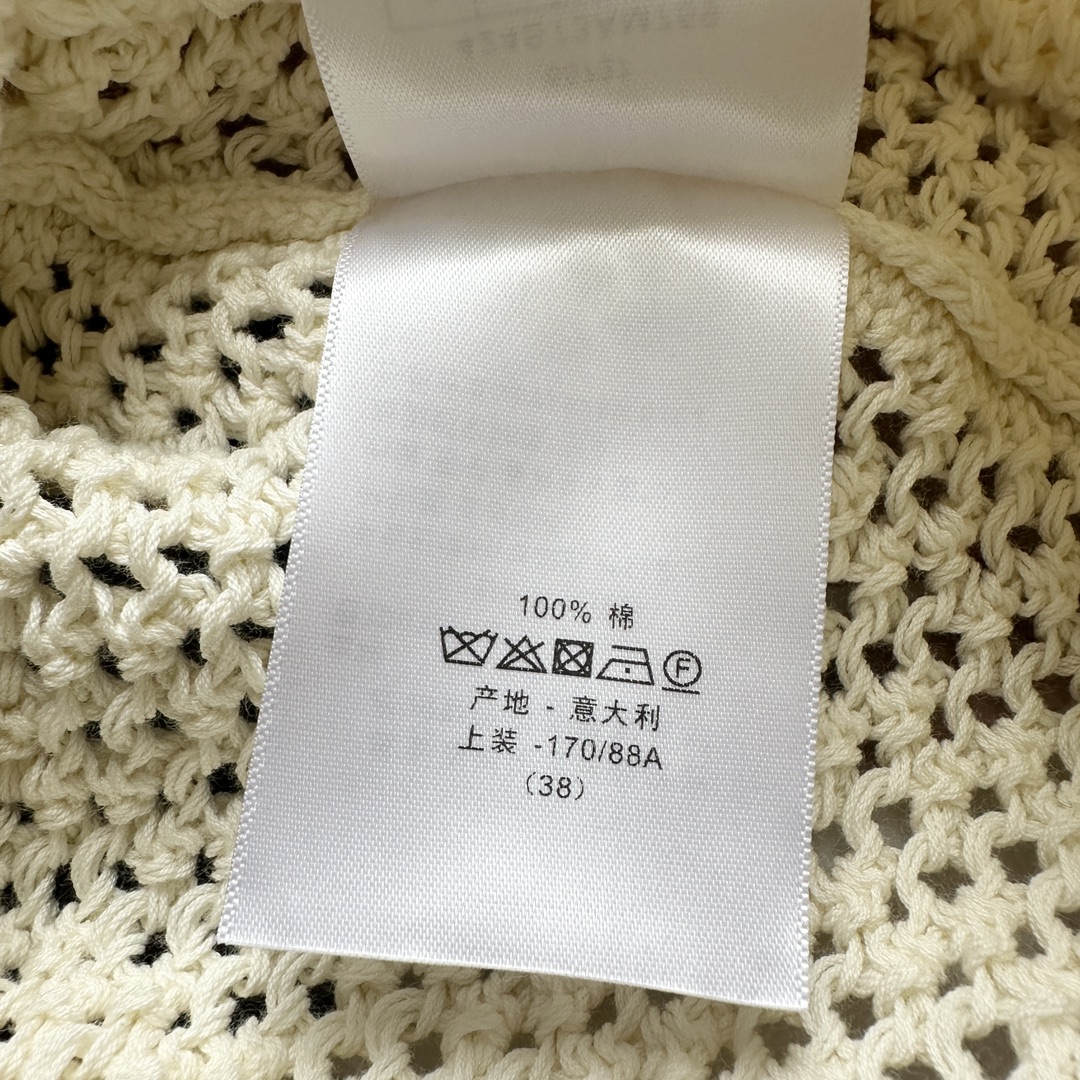 100% 棉
F
产地 - 意大利
上装 -170/88A
（38）